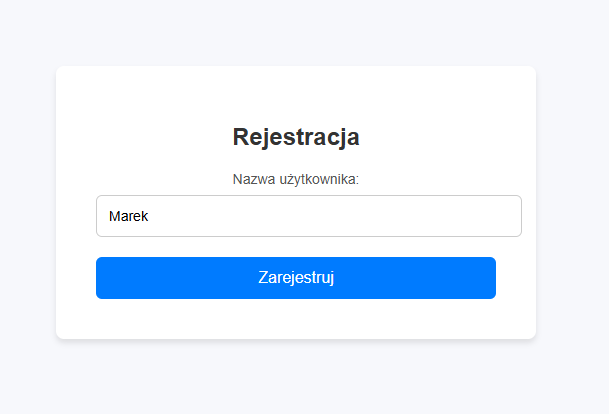 Rejestracja
Nazwa użytkownika:
Marek
Zarejestruj